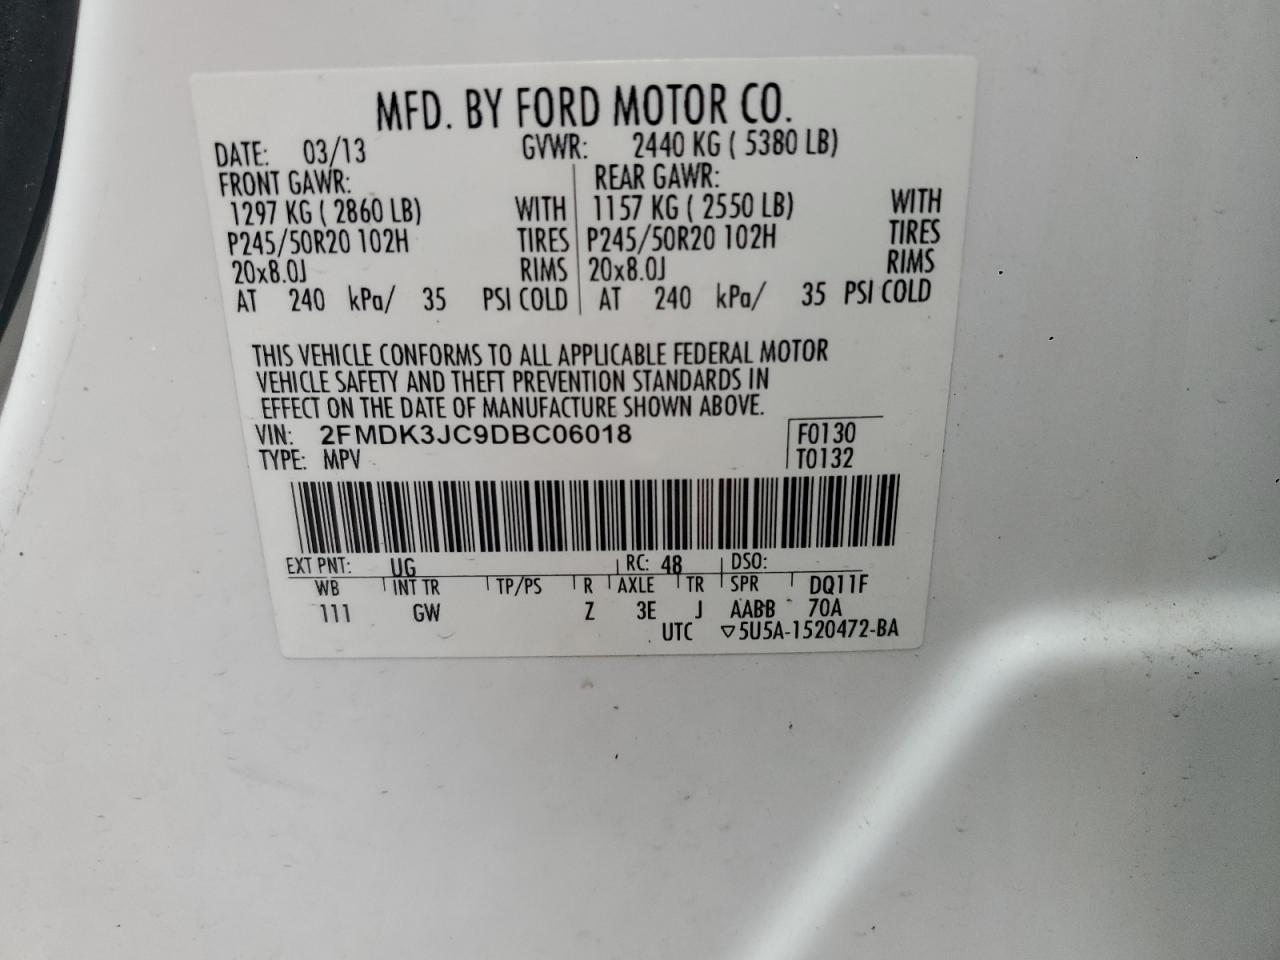 MFD. BY FORD MOTOR CO.
DATE: 03/13 GVWR: 2440 KG ( 5380 LB)
FRONT GAWR: REAR GAWR:
1297 KG ( 2860 LB) WITH 1157 KG ( 2550 LB) WITH
P245/50R20 102H TIRES P245/50R20 102H TIRES
20x8.0J RIMS 20x8.0J RIMS
AT 240 kPa/ 35 PSI COLD AT 240 kPa/ 35 PSI COLD
THIS VEHICLE CONFORMS TO ALL APPLICABLE FEDERAL MOTOR
VEHICLE SAFETY AND THEFT PREVENTION STANDARDS IN
EFFECT ON THE DATE OF MANUFACTURE SHOWN ABOVE.
VIN: 2FMDK3JC9DBC06018 F0130
TYPE: MPV T0132
EXT PNT: UG RC: 48 DSO:
WB INT TR TP/PS R AXLE TR SPR DQ11F
111 GW Z 3E J AABB 70A
UTC ▽5U5A-1520472-BA